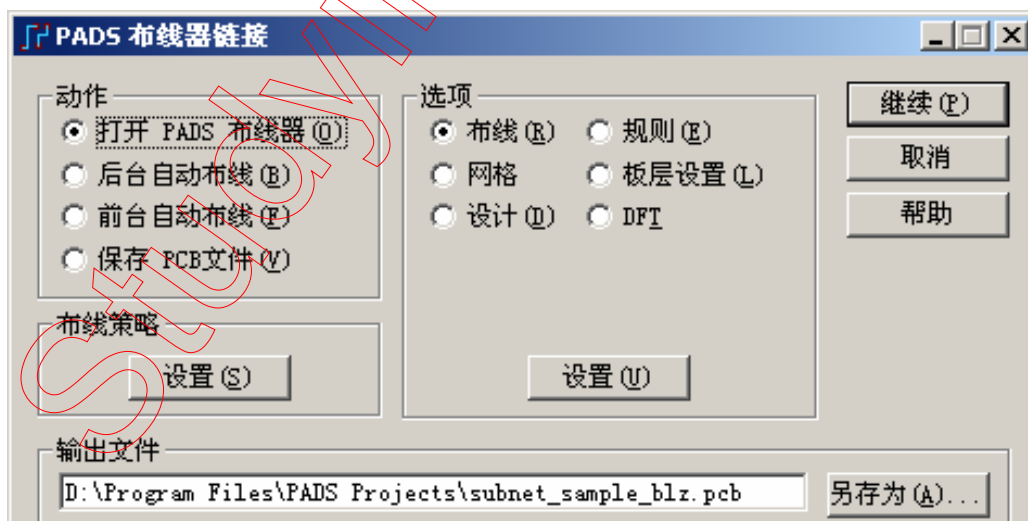 PADS 布线器链接
动作
打开 PADS 布线器(O)
后台自动布线(B)
前台自动布线(F)
保存 PCB文件(V)
布线策略
设置(S)
选项
布线(R) 规则(E)
网格 板层设置(L)
设计(D) DFT
设置(U)
继续(P)
取消
帮助
输出文件
D:\Program Files\PADS Projects\subnet_sample_blz.pcb
另存为(A)...